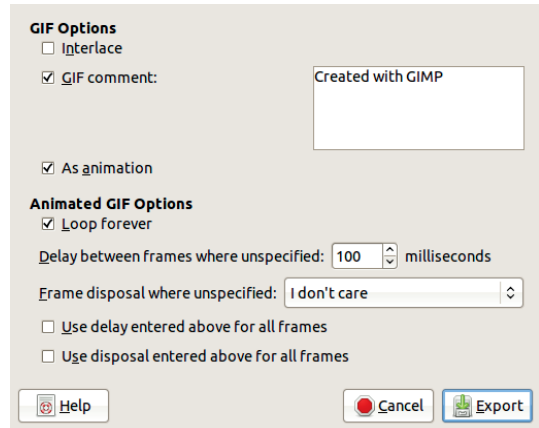 GIF Options
Interlace
GIF comment: Created with GIMP
As animation
Animated GIF Options
Loop forever
Delay between frames where unspecified: 100 milliseconds
Frame disposal where unspecified: I don't care
Use delay entered above for all frames
Use disposal entered above for all frames
Help Cancel Export